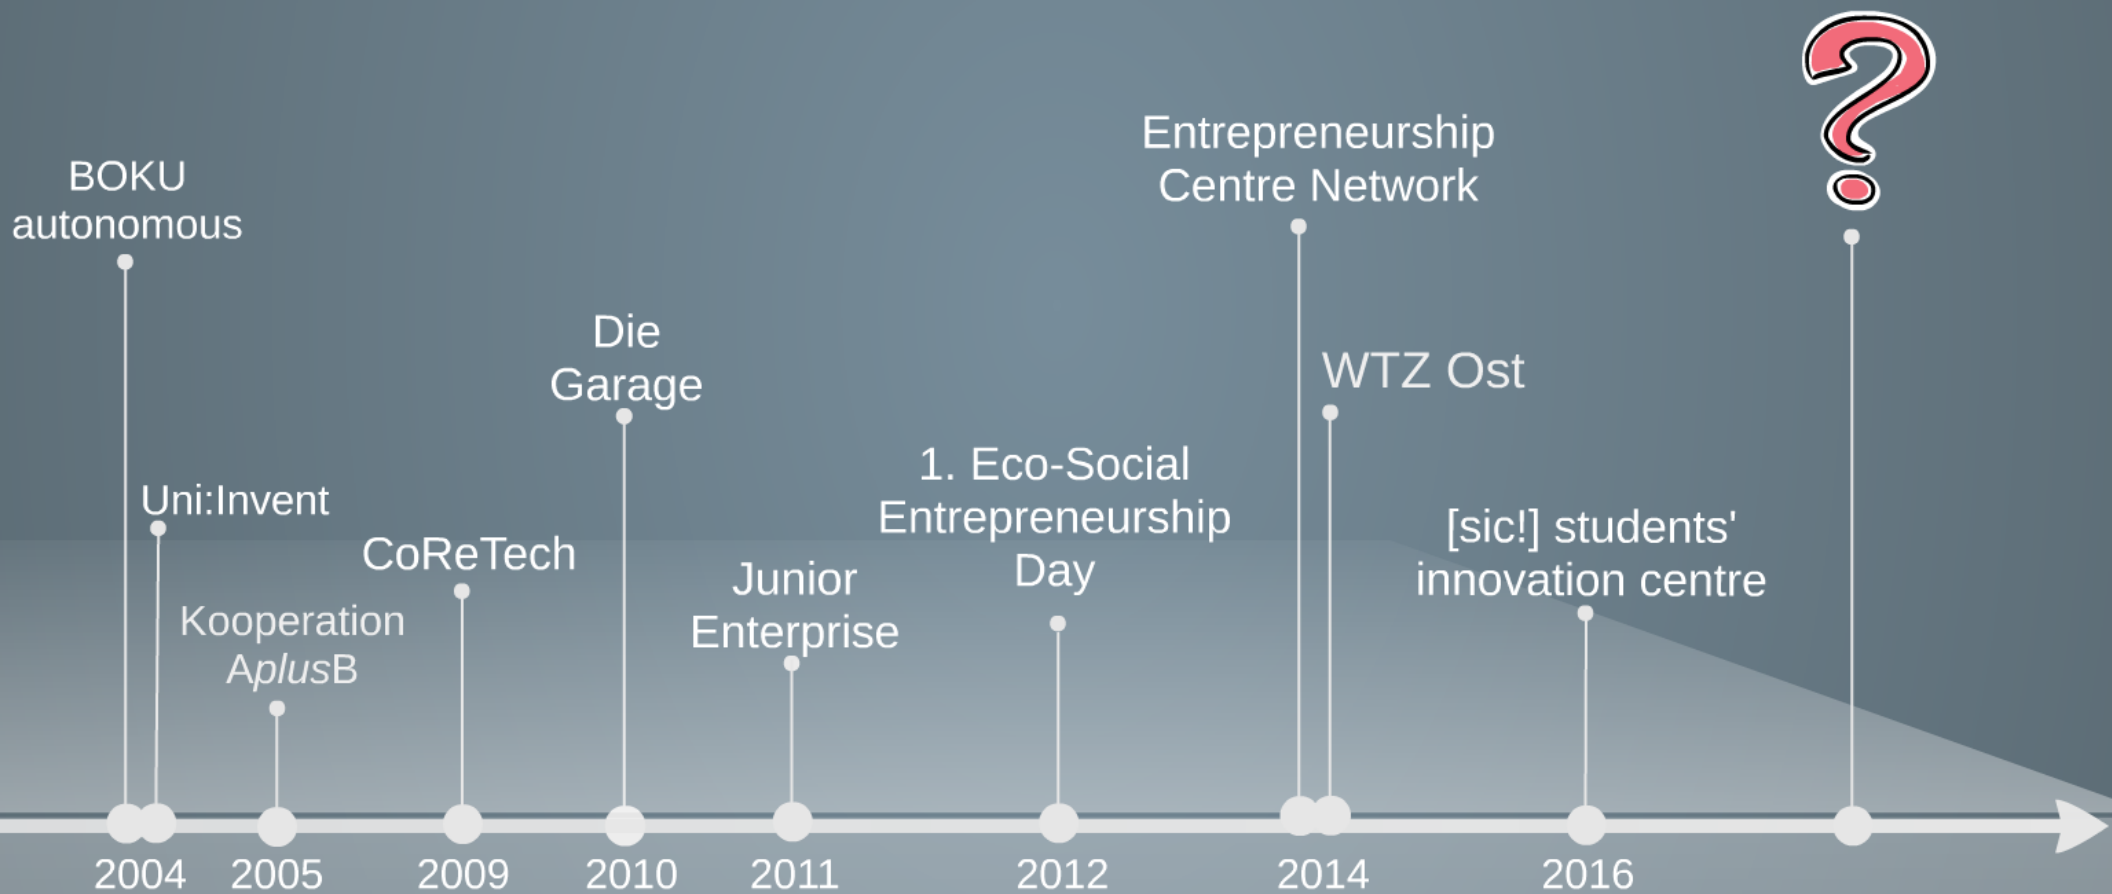 BOKU
autonomous
Uni:Invent
Kooperation
AplusB
CoReTech
Die
Garage
Junior
Enterprise
1. Eco-Social
Entrepreneurship
Day
Entrepreneurship
Centre Network
WTZ Ost
[sic!] students'
innovation centre
?
2004 2005 2009 2010 2011 2012 2014 2016